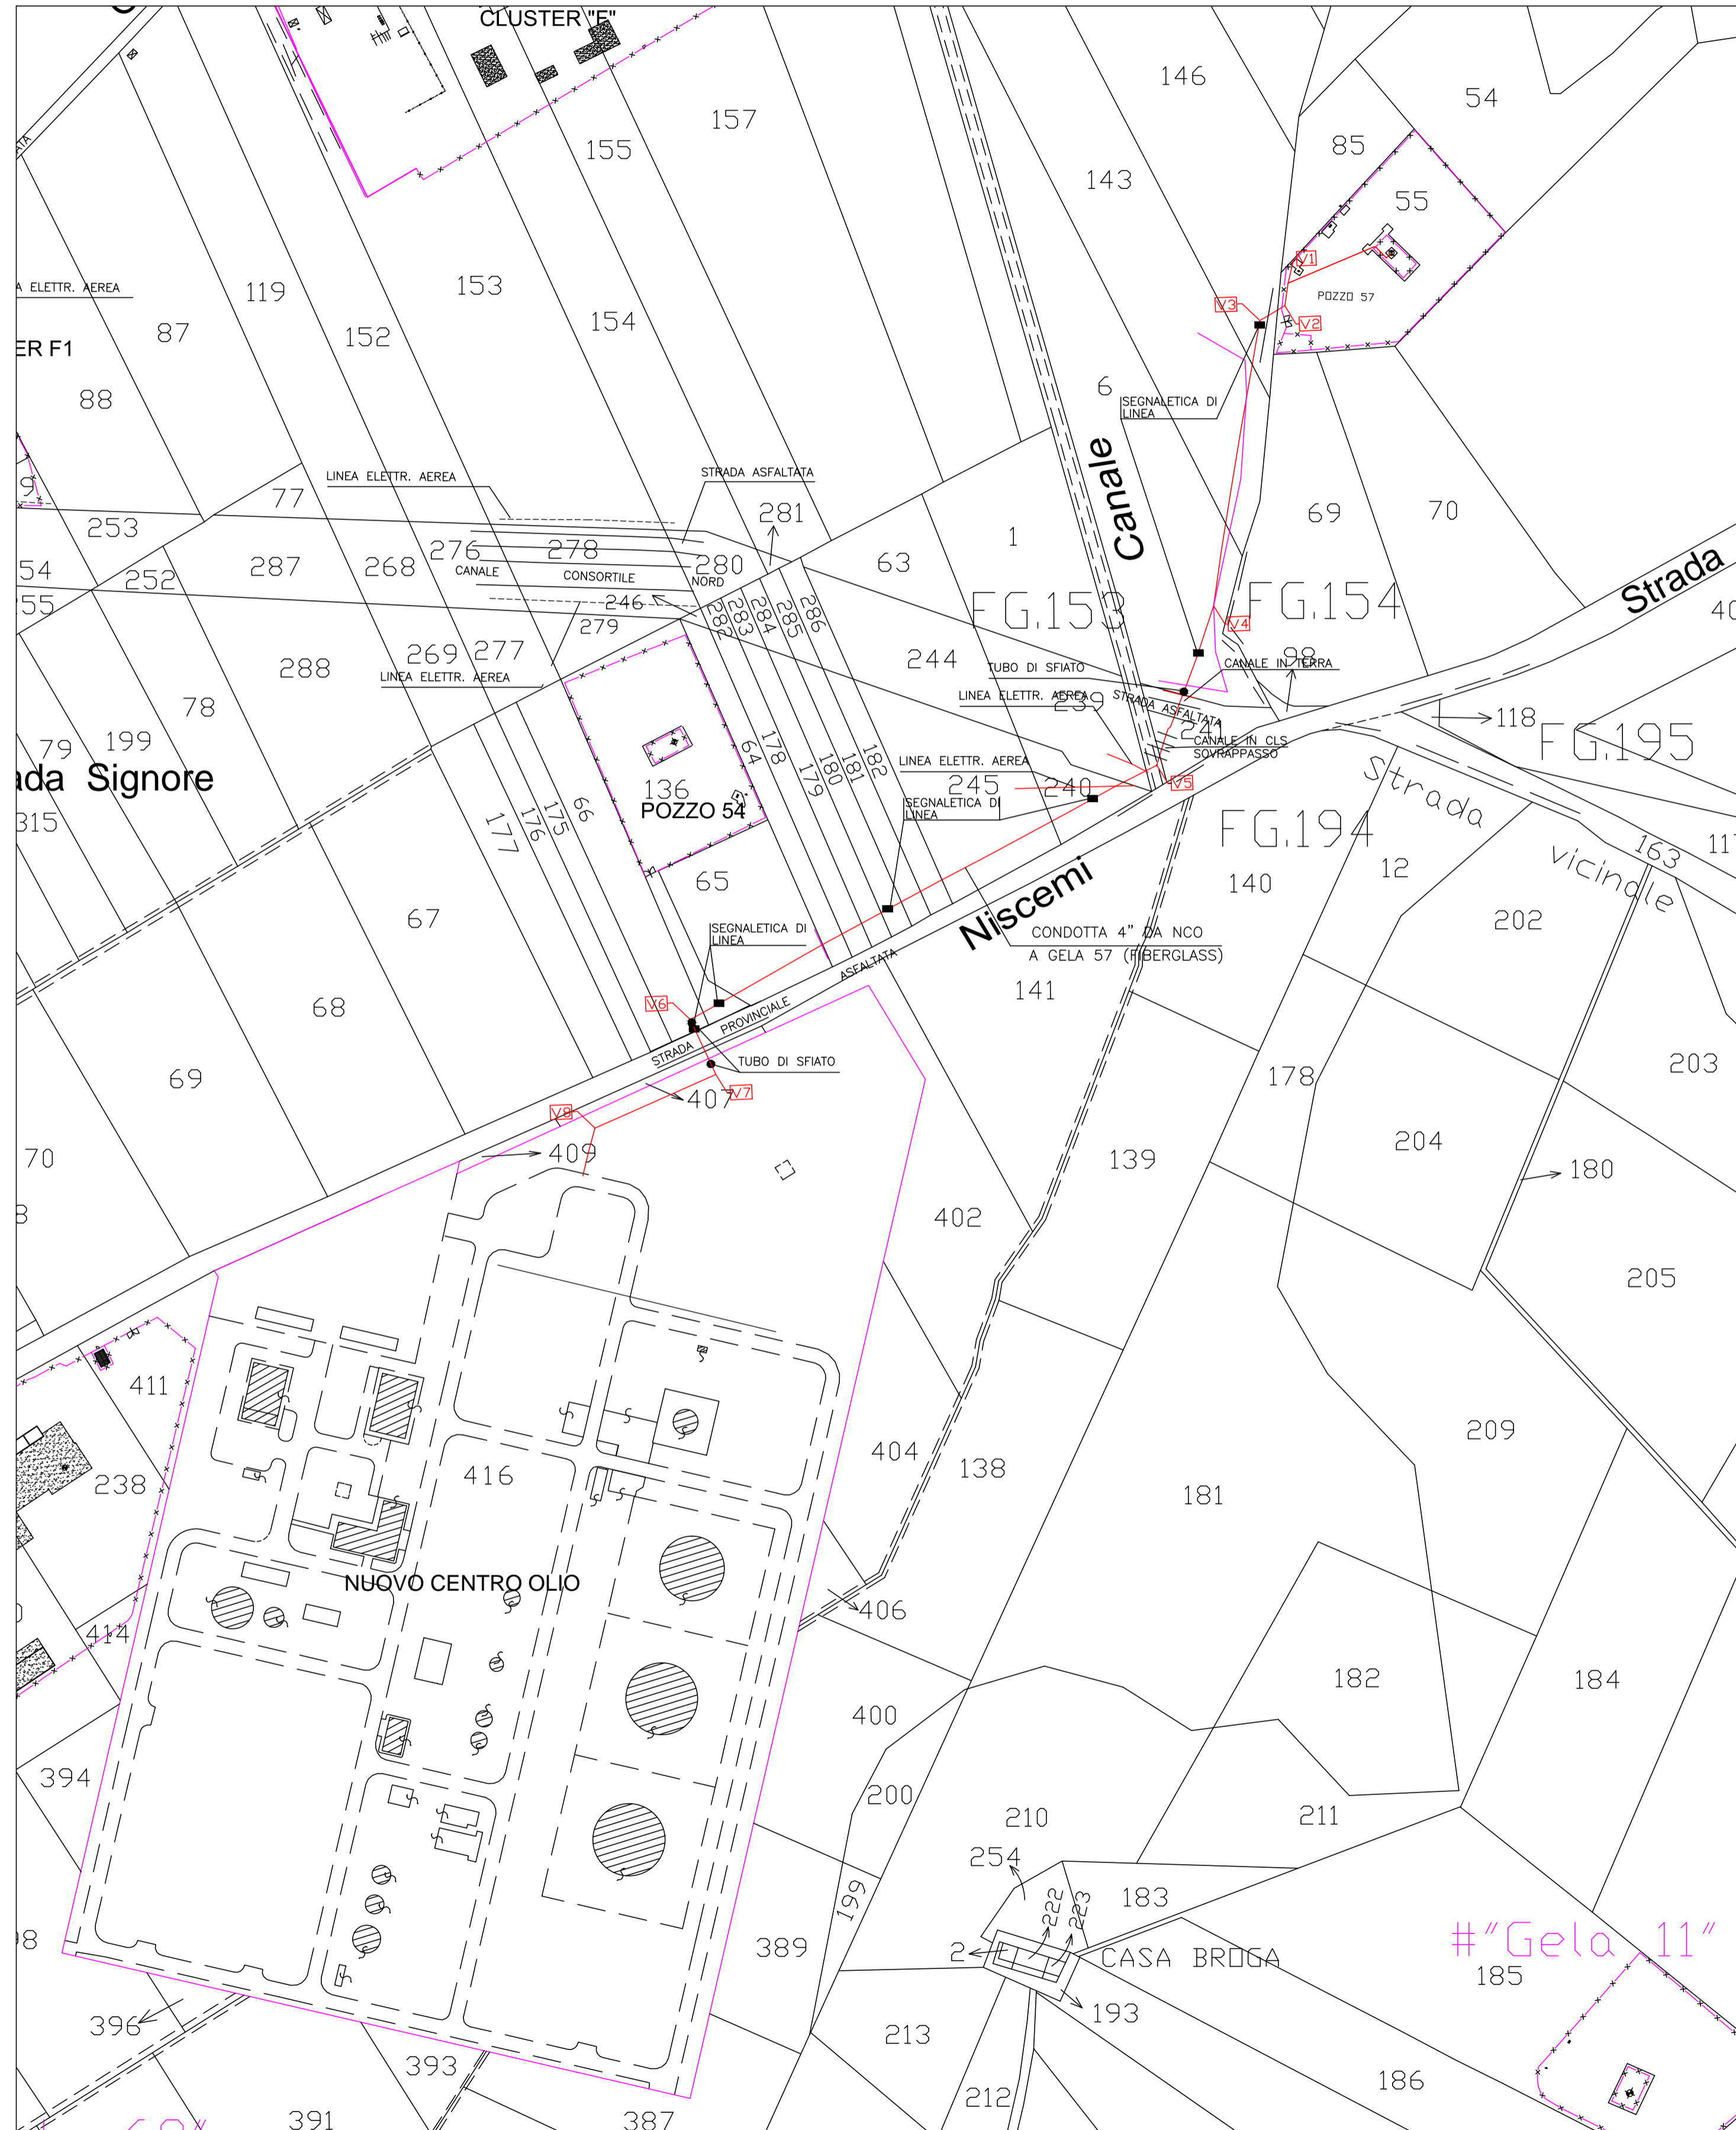 CLUSTER "F"
157
146
54
155
85
143
55
119
153
V1
A ELETTR. AEREA
POZZO 57
V3
V2
87
152
154
ER F1
6
88
SEGNALETICA DI
LINEA
Canale
LINEA ELETTR. AEREA
STRADA ASFALTATA
9
77
281
69
70
253
276
278
1
54
252
287
268
280
63
CANALE
CONSORTILE
NORD
Strada
255
246
FG.153
FG.154
40
279
282
283
284
285
286
V4
288
269
277
244
98
LINEA ELETTR. AEREA
TUBO DI SFIATO
CANALE IN TERRA
78
LINEA ELETTR. AEREA
239
STRADA ASFALTATA
118
79
199
64
178
241
FG.195
CANALE IN CLS
SOVRAPPASSO
ada Signore
179
180
181
182
LINEA ELETTR. AEREA
136
245
240
V5
Strada
POZZO 54
SEGNALETICA DI
LINEA
315
177
176
175
66
FG.194
163
117
vicinale
12
65
140
67
202
SEGNALETICA DI
LINEA
Niscemi
CONDOTTA 4" DA NCO
A GELA 57 (FIBERGLASS)
ASFALTATA
141
68
V6
PROVINCIALE
STRADA
TUBO DI SFIATO
69
178
203
407
V7
V8
204
70
409
139
180
402
205
411
209
404
238
416
138
181
NUOVO CENTRO OLIO
406
414
182
184
400
394
200
210
211
254
199
222
223
183
98
389
2
CASA BROGA
#"Gela 11"
185
193
396
213
393
186
212
391
387